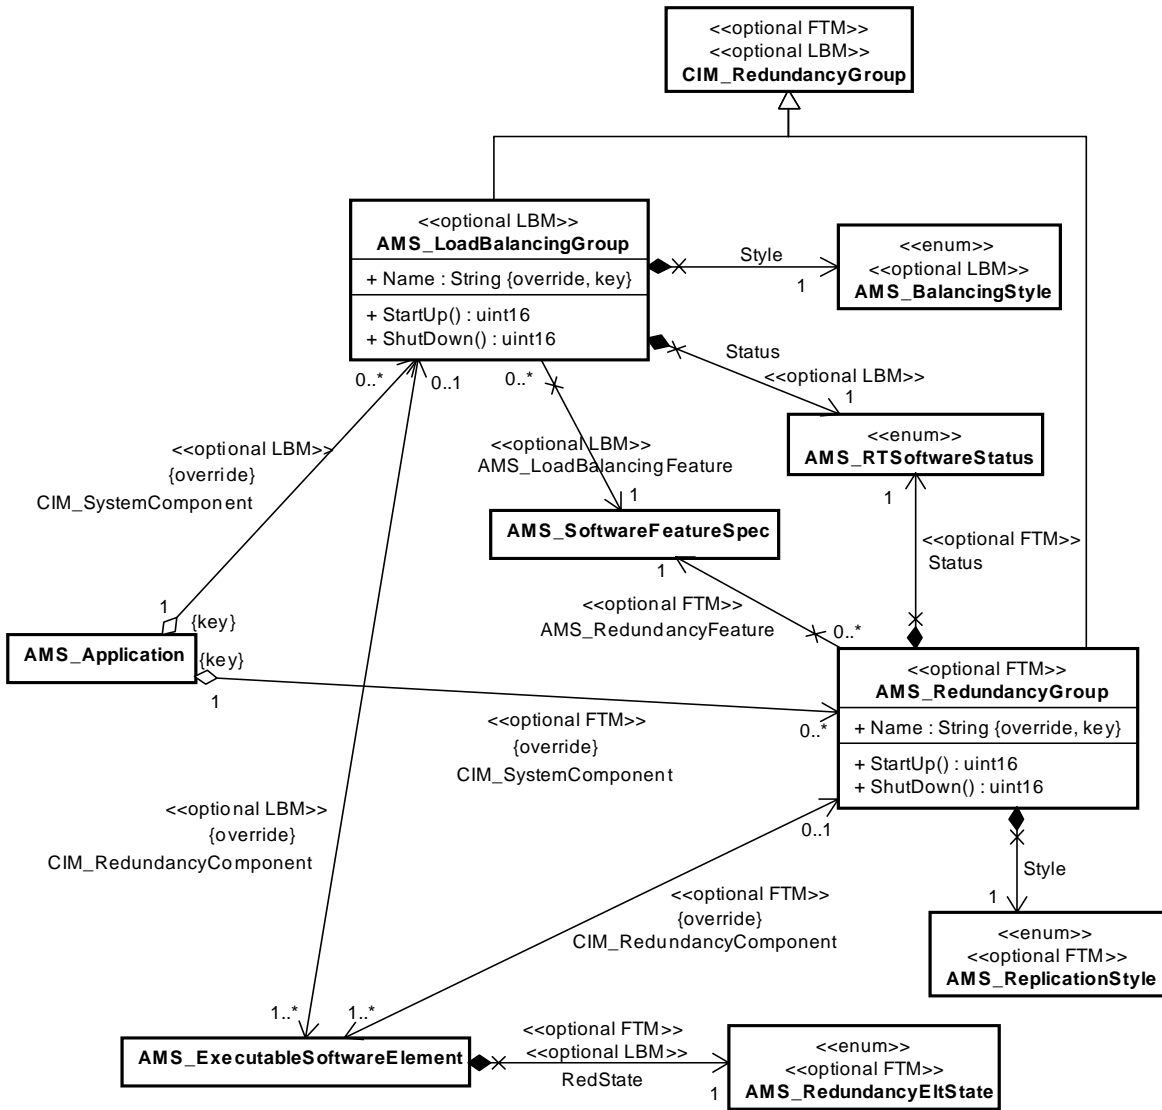 <<optional FTM>>
<<optional LBM>>
CIM_RedundancyGroup
<<optional LBM>>
AMS_LoadBalancingGroup
+ Name : String {override, key}
+ StartUp() : uint16
+ ShutDown() : uint16
Style
1
<<enum>>
<<optional LBM>>
AMS_BalancingStyle
Status
<<optional LBM>>
1
0..*
0..1
0..*
<<optional LBM>>
{override}
CIM_SystemComponent
<<optional LBM>>
AMS_LoadBalancingFeature
1
<<enum>>
AMS_RTSoftwareStatus
1
AMS_SoftwareFeatureSpec
1
<<optional FTM>>
Status
<<optional FTM>>
AMS_RedundancyFeature
0..*
1
{key}
AMS_Application
{key}
1
<<optional FTM>>
AMS_RedundancyGroup
+ Name : String {override, key}
+ StartUp() : uint16
+ ShutDown() : uint16
0..*
<<optional FTM>>
{override}
CIM_SystemComponent
<<optional LBM>>
{override}
CIM_RedundancyComponent
0..1
Style
1
<<optional FTM>>
{override}
CIM_RedundancyComponent
<<enum>>
<<optional FTM>>
AMS_ReplicationStyle
1..*
1..*
AMS_ExecutableSoftwareElement
<<optional FTM>>
<<optional LBM>>
RedState
1
<<enum>>
<<optional FTM>>
AMS_RedundancyEltState